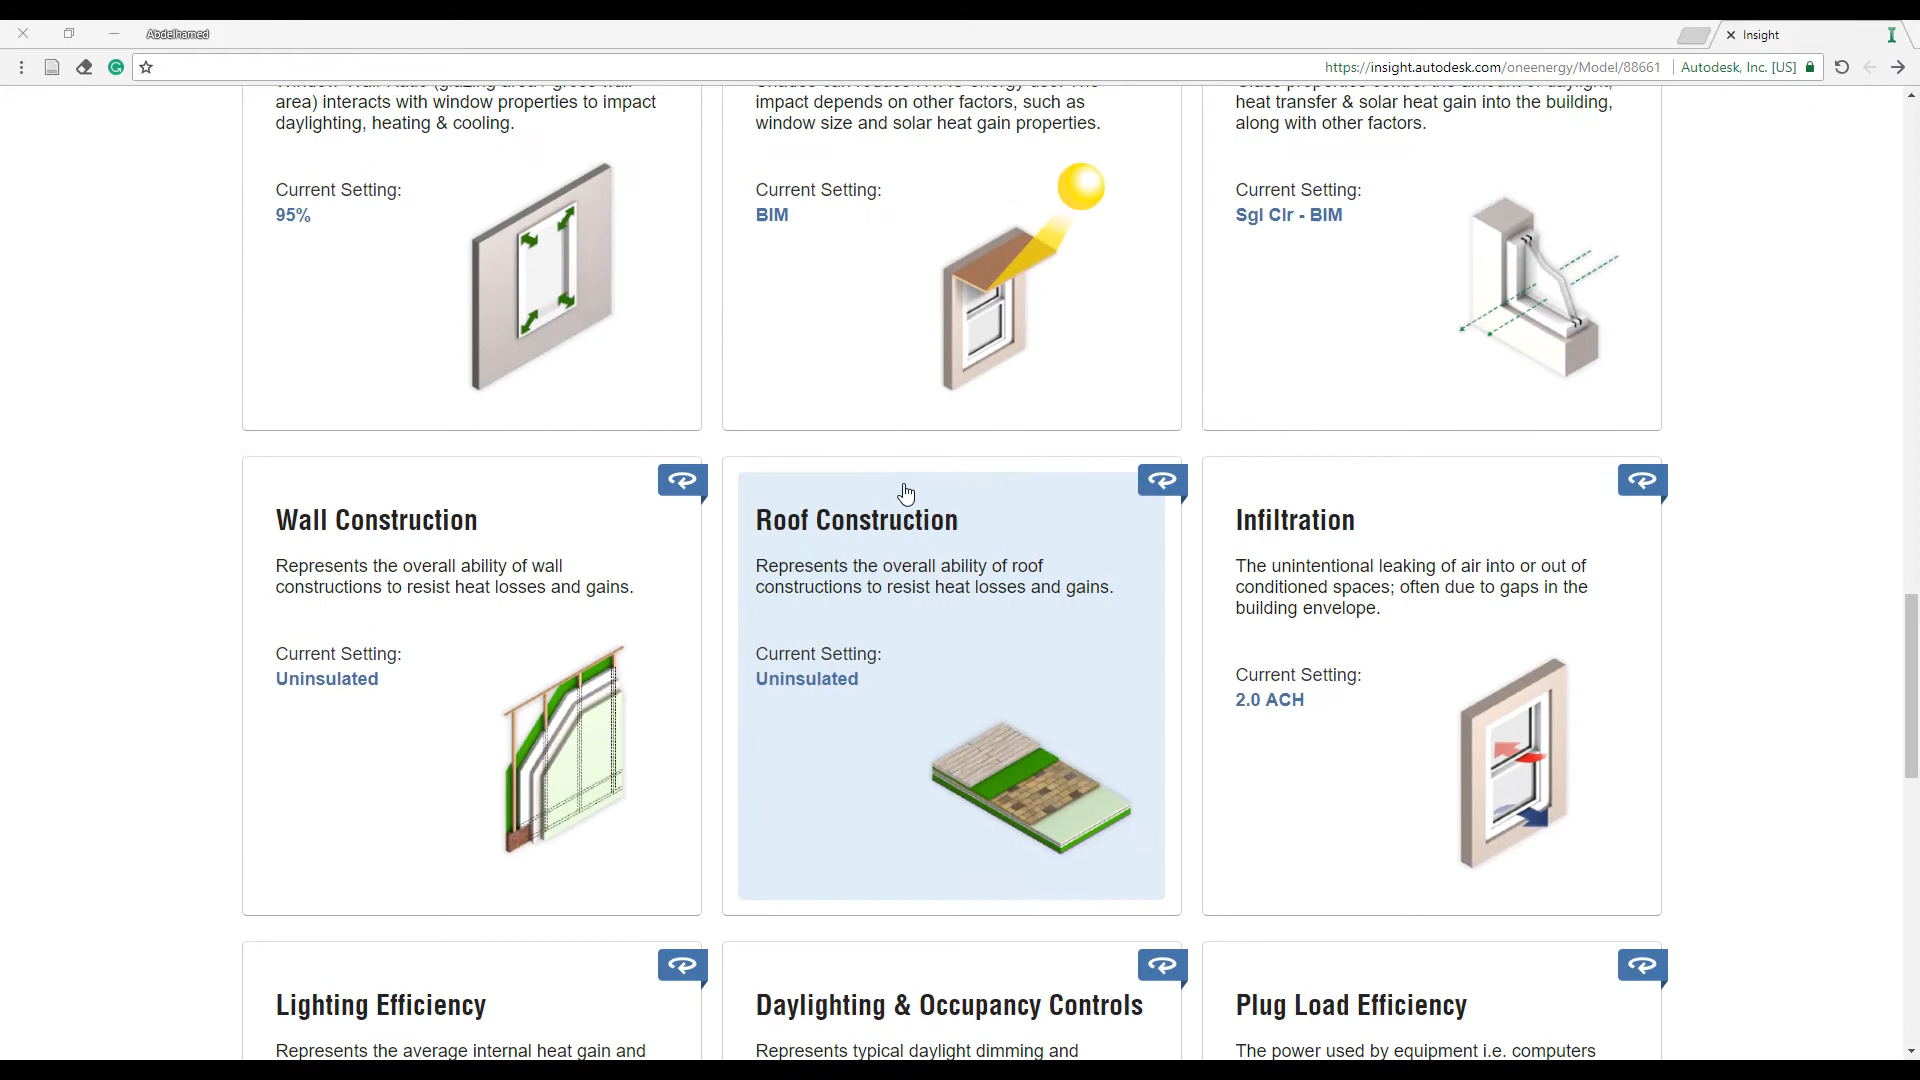 Abdelhamed
Insight
https://insight.autodesk.com/oneenergy/Model/88661
Autodesk, Inc. [US]
area) interacts with window properties to impact
daylighting, heating & cooling.
Current Setting:
95%
impact depends on other factors, such as
window size and solar heat gain properties.
Current Setting:
BIM
heat transfer & solar heat gain into the building,
along with other factors.
Current Setting:
Sgl Clr - BIM
Wall Construction
Represents the overall ability of wall
constructions to resist heat losses and gains.
Current Setting:
Uninsulated
Roof Construction
Represents the overall ability of roof
constructions to resist heat losses and gains.
Current Setting:
Uninsulated
Infiltration
The unintentional leaking of air into or out of
conditioned spaces; often due to gaps in the
building envelope.
Current Setting:
2.0 ACH
Lighting Efficiency
Represents the average internal heat gain and
Daylighting & Occupancy Controls
Represents typical daylight dimming and
Plug Load Efficiency
The power used by equipment i.e. computers